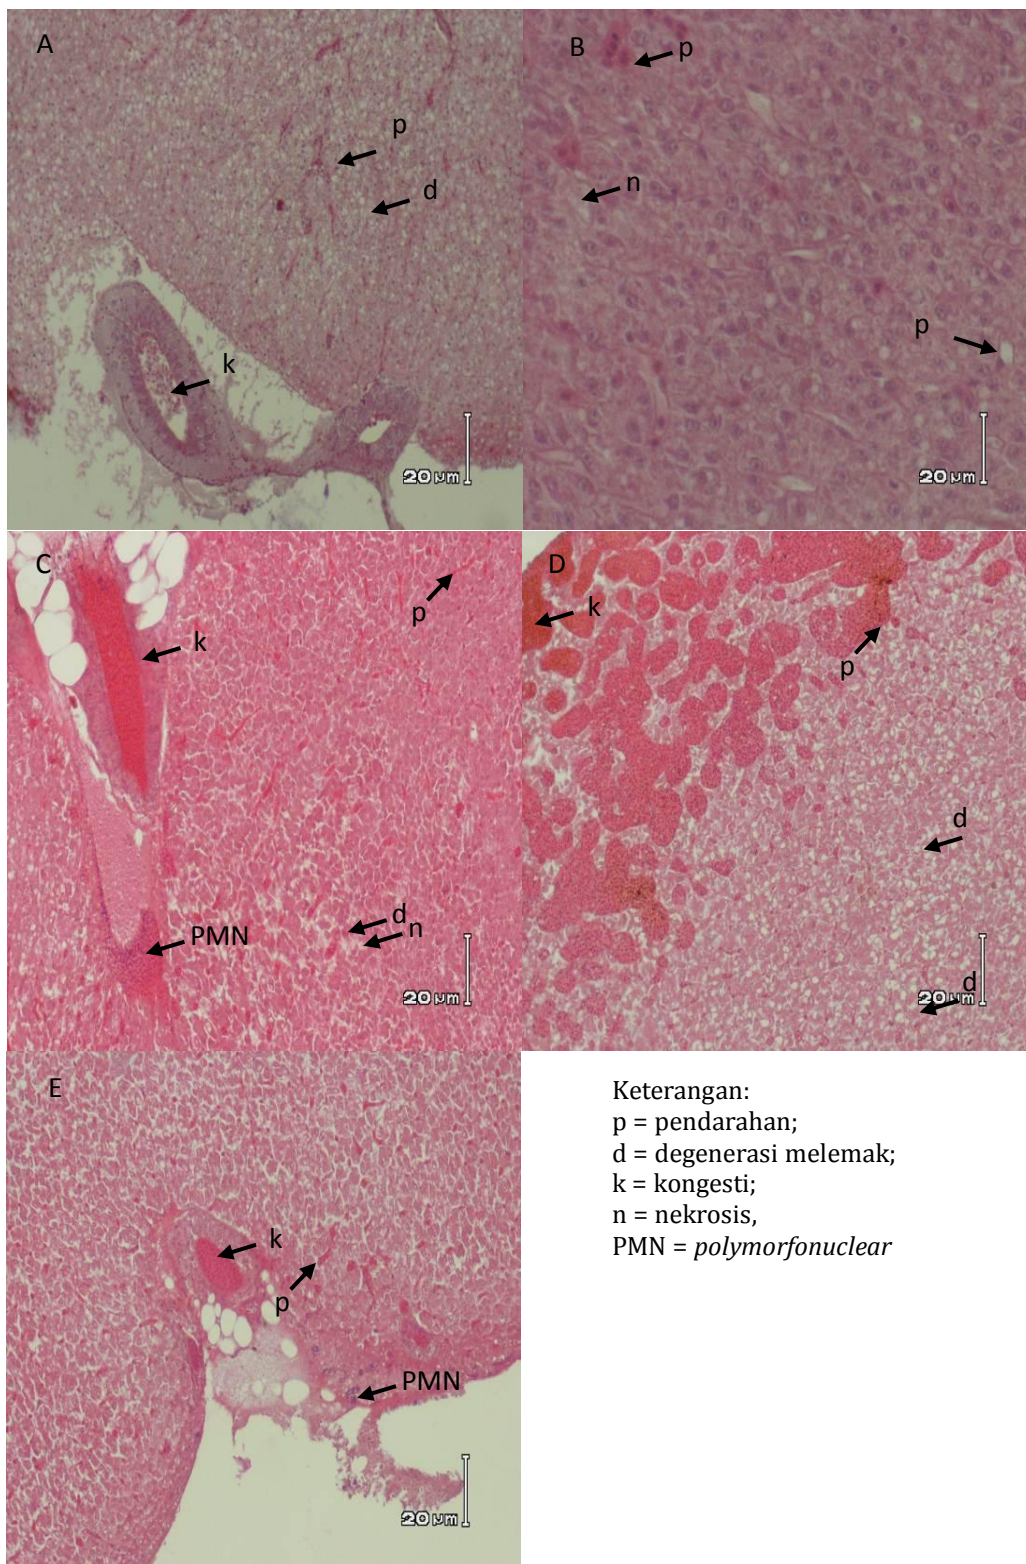 A
p
d
k
20 μm
B
p
n
p
20 μm
C
p
k
d
n
PMN
20 μm
D
k
p
d
d
20 μm
E
k
p
PMN
20 μm
Keterangan:
p = pendarahan;
d = degenerasi melemak;
k = kongesti;
n = nekrosis,
PMN = polymorfonuclear